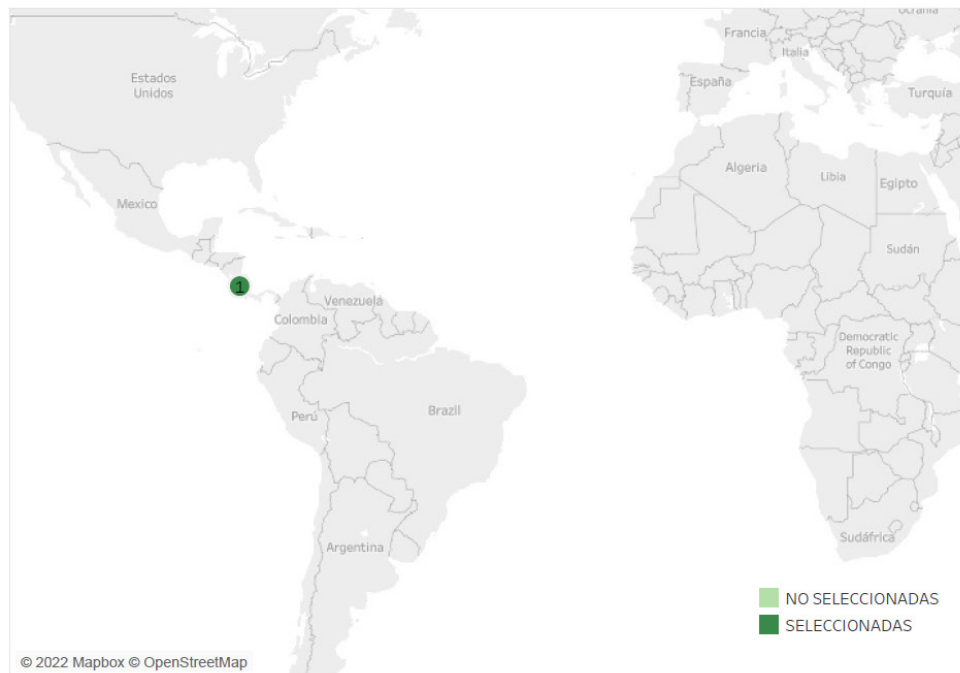 Ucrania
Francia
Italia
España
Turquía
Estados
Unidos
Algeria
Libia
Egipto
Mexico
Sudán
1
Venezuela
Colombia
Democratic
Republic
of Congo
Perú
Brazil
Argentina
Sudáfrica
NO SELECCIONADAS
SELECCIONADAS
© 2022 Mapbox © OpenStreetMap